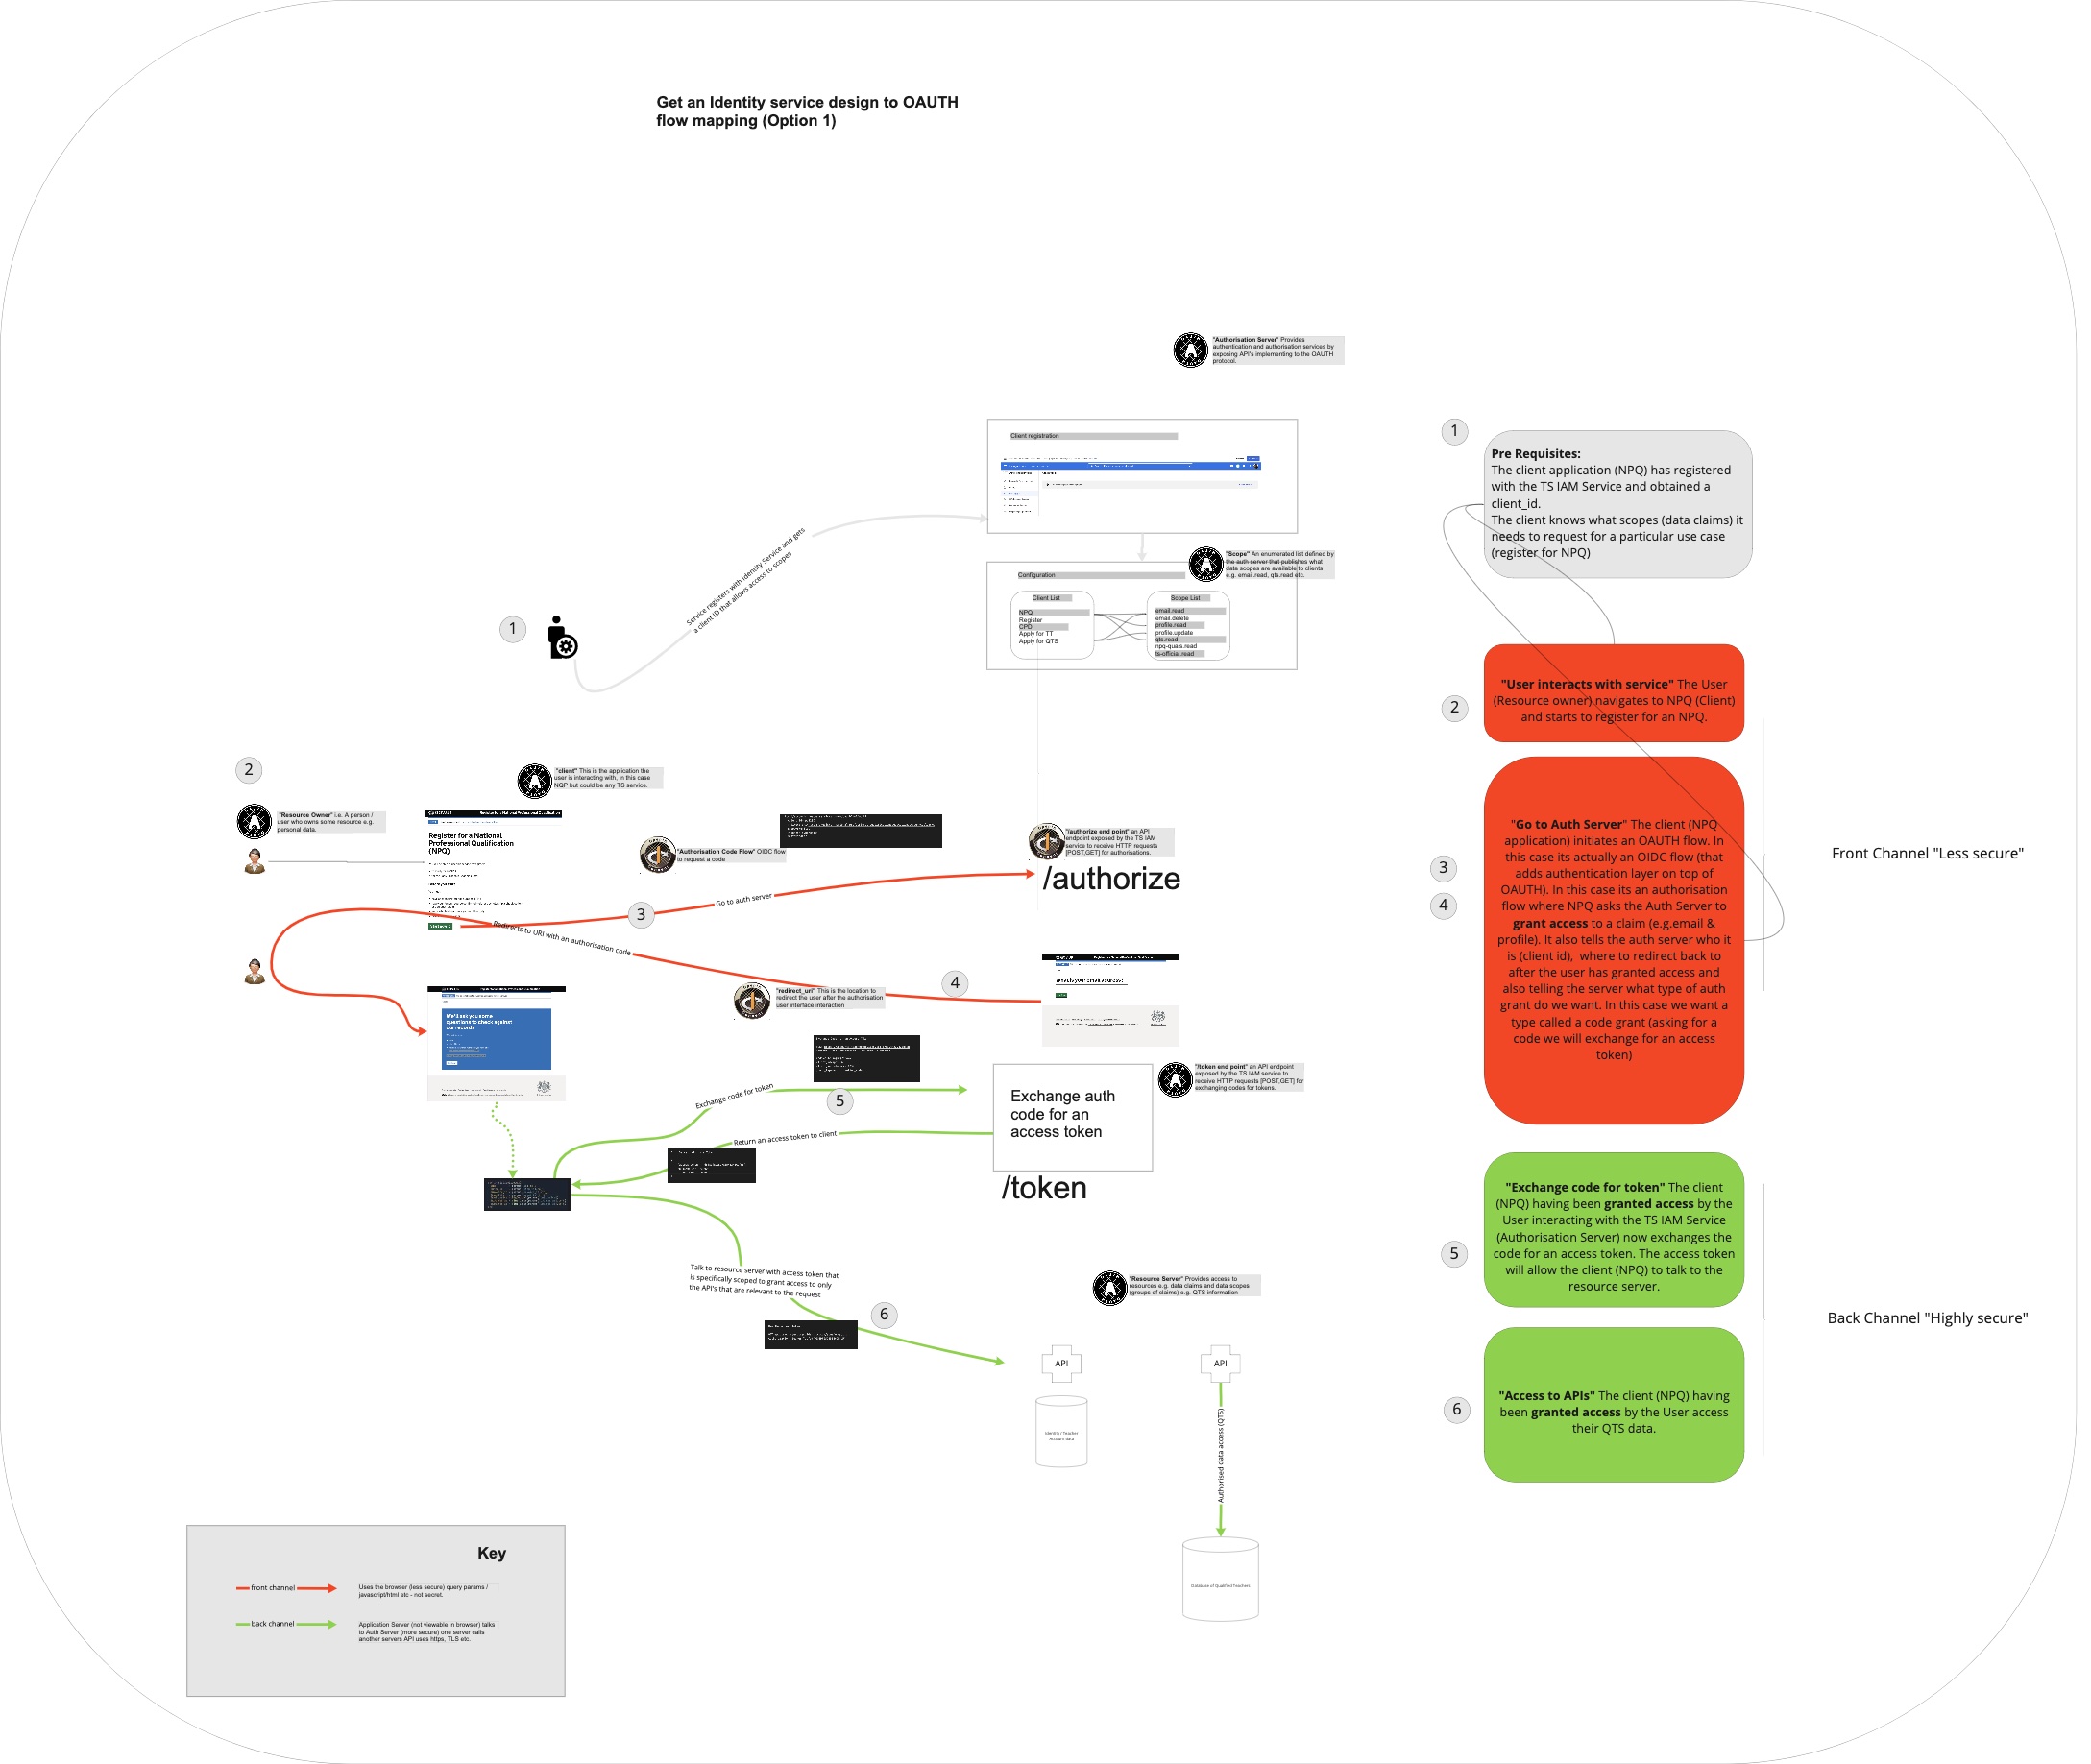 Get an Identity service design to OAUTH
flow mapping (Option 1)
"Authorisation Server" Provides
authentication and authorisation services by
exposing API's implementing to the OAUTH
protocol.
Client registration
"Scope" An enumerated list defined by
the auth server that publishes what
data scopes are available to clients
e.g. email.read, qts.read etc.
Configuration
Client List
NPQ
Register
CPD
Apply for TT
Apply for QTS
Scope List
email.read
email.delete
profile.read
profile.update
qts.read
npq-quals.read
ts-official.read
Service registers with Identity Service and gets
a client ID that allows access to scopes
1
2
"Resource Owner" i.e. A person /
user who owns some resource e.g.
personal data.
"client" This is the application the
user is interacting with, in this case
NQP but could be any TS service.
Register for a National
Professional Qualification
(NPQ)
"Authorisation Code Flow" OIDC flow
to request a code
"/authorize end point" an API
endpoint exposed by the TS IAM
service to receive HTTP requests
[POST,GET] for authorisations.
/authorize
Go to auth server
3
Redirects to URI with an authorisation code
4
What is your email address?
"redirect_uri" This is the location to
redirect the user after the authorisation
user interface interaction
We'll ask you some
questions to check against
our records
Exchange code for token
5
Exchange auth
code for an
access token
/token
"/token end point" an API endpoint
exposed by the TS IAM service to
receive HTTP requests [POST,GET] for
exchanging codes for tokens.
Return an access token to client
Talk to resource server with access token that
is specifically scoped to grant access to only
the API's that are relevant to the request
6
"Resource Server" Provides access to
resources e.g. data claims and data scopes
(groups of claims) e.g. QTS information
API
API
Identity / Teacher
Account data
Authorised data access (QTS)
Database of Qualified Teachers
Key
front channel
Uses the browser (less secure) query params /
javascript/html etc - not secret.
back channel
Application Server (not viewable in browser) talks
to Auth Server (more secure) one server calls
another servers API uses https, TLS etc.
1
Pre Requisites:
The client application (NPQ) has registered
with the TS IAM Service and obtained a
client_id.
The client knows what scopes (data claims) it
needs to request for a particular use case
(register for NPQ)
2
"User interacts with service" The User
(Resource owner) navigates to NPQ (Client)
and starts to register for an NPQ.
3
4
"Go to Auth Server" The client (NPQ
application) initiates an OAUTH flow. In
this case its actually an OIDC flow (that
adds authentication layer on top of
OAUTH). In this case its an authorisation
flow where NPQ asks the Auth Server to
grant access to a claim (e.g.email &
profile). It also tells the auth server who it
is (client id), where to redirect back to
after the user has granted access and
also telling the server what type of auth
grant do we want. In this case we want a
type called a code grant (asking for a
code we will exchange for an access
token)
Front Channel "Less secure"
5
"Exchange code for token" The client
(NPQ) having been granted access by the
User interacting with the TS IAM Service
(Authorisation Server) now exchanges the
code for an access token. The access token
will allow the client (NPQ) to talk to the
resource server.
6
"Access to APIs" The client (NPQ) having
been granted access by the User access
their QTS data.
Back Channel "Highly secure"